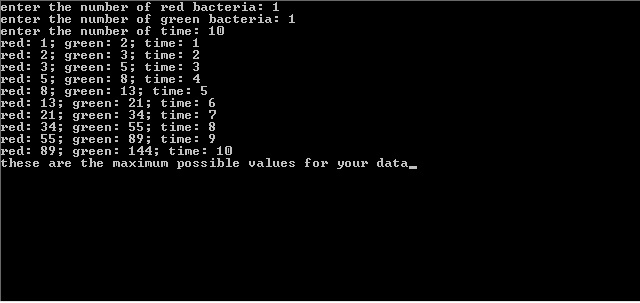 enter the number of red bacteria: 1
enter the number of green bacteria: 1
enter the number of time: 10
red: 1; green: 2; time: 1
red: 2; green: 3; time: 2
red: 3; green: 5; time: 3
red: 5; green: 8; time: 4
red: 8; green: 13; time: 5
red: 13; green: 21; time: 6
red: 21; green: 34; time: 7
red: 34; green: 55; time: 8
red: 55; green: 89; time: 9
red: 89; green: 144; time: 10
these are the maximum possible values for your data_